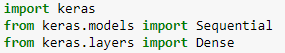 import keras
from keras.models import Sequential
from keras.layers import Dense